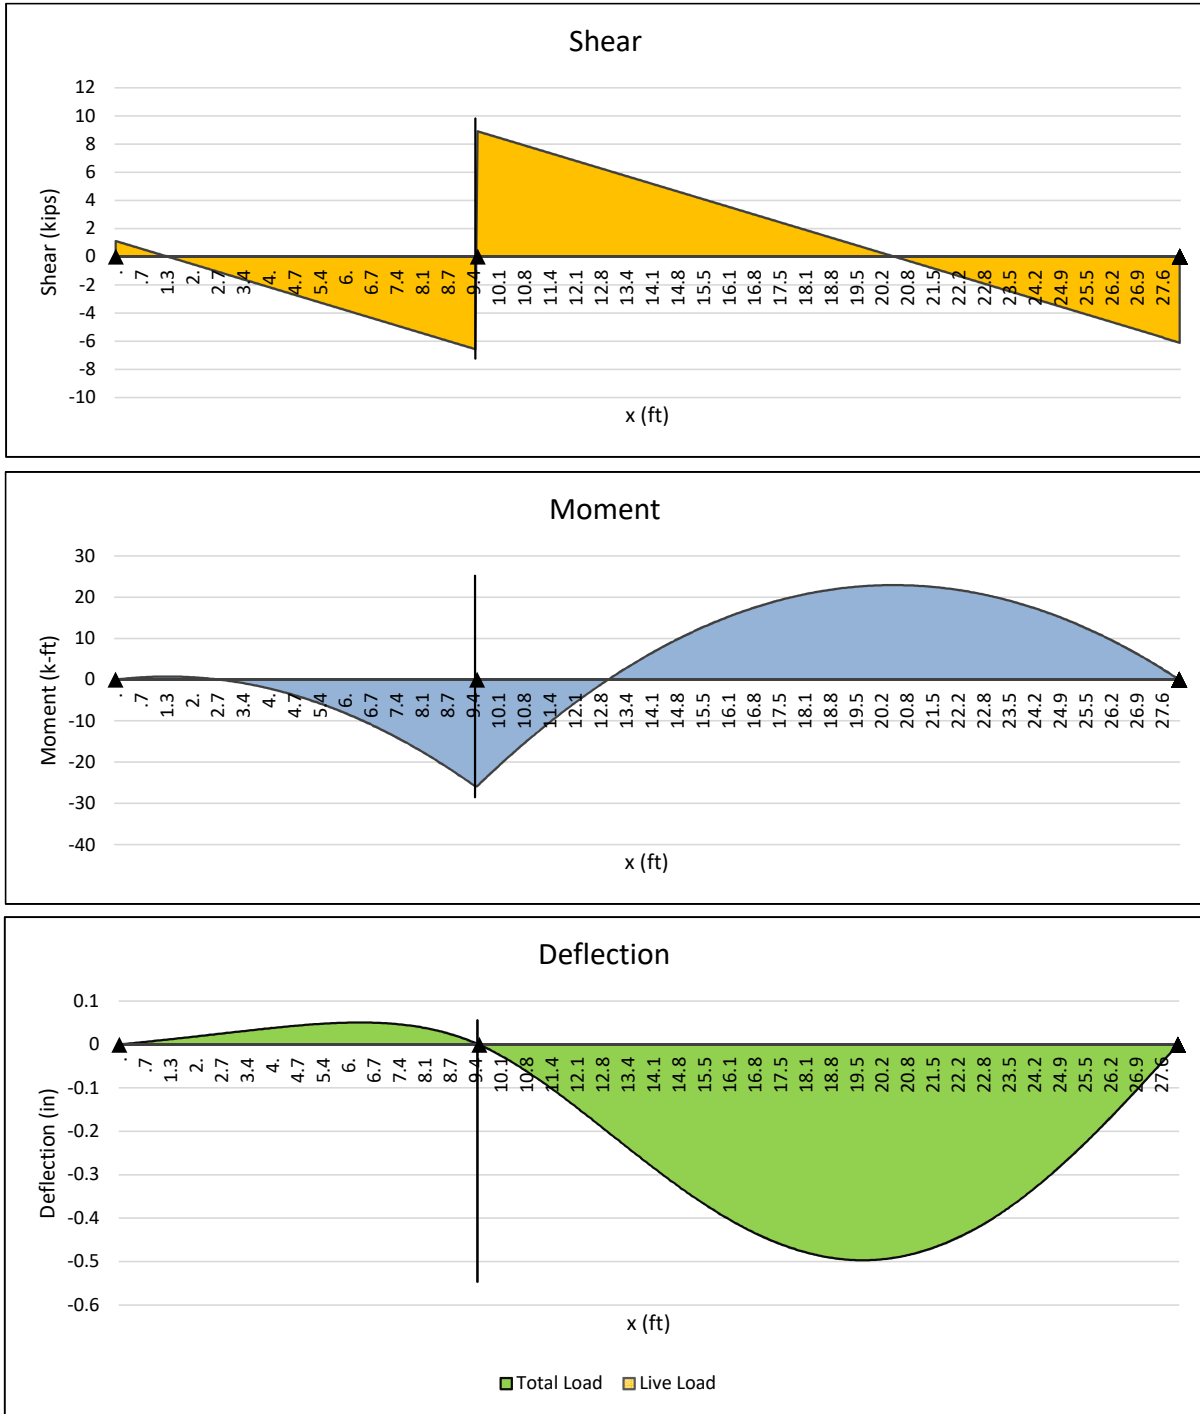 Shear
12
10
8
6
4
2
0
-2
-4
-6
-8
-10
Shear (kips)
. .7 1.3 2. 2.7 3.4 4. 4.7 5.4 6. 6.7 7.4 8.1 8.7 9.4 10.1 10.8 11.4 12.1 12.8 13.4 14.1 14.8 15.5 16.1 16.8 17.5 18.1 18.8 19.5 20.2 20.8 21.5 22.2 22.8 23.5 24.2 24.9 25.5 26.2 26.9 27.6
x (ft)
Moment
30
20
10
0
-10
-20
-30
-40
Moment (k-ft)
. .7 1.3 2. 2.7 3.4 4. 4.7 5.4 6. 6.7 7.4 8.1 8.7 9.4 10.1 10.8 11.4 12.1 12.8 13.4 14.1 14.8 15.5 16.1 16.8 17.5 18.1 18.8 19.5 20.2 20.8 21.5 22.2 22.8 23.5 24.2 24.9 25.5 26.2 26.9 27.6
x (ft)
Deflection
0.1
0
-0.1
-0.2
-0.3
-0.4
-0.5
-0.6
Deflection (in)
. .7 1.3 2. 2.7 3.4 4. 4.7 5.4 6. 6.7 7.4 8.1 8.7 9.4 10.1 10.8 11.4 12.1 12.8 13.4 14.1 14.8 15.5 16.1 16.8 17.5 18.1 18.8 19.5 20.2 20.8 21.5 22.2 22.8 23.5 24.2 24.9 25.5 26.2 26.9 27.6
x (ft)
Total Load Live Load